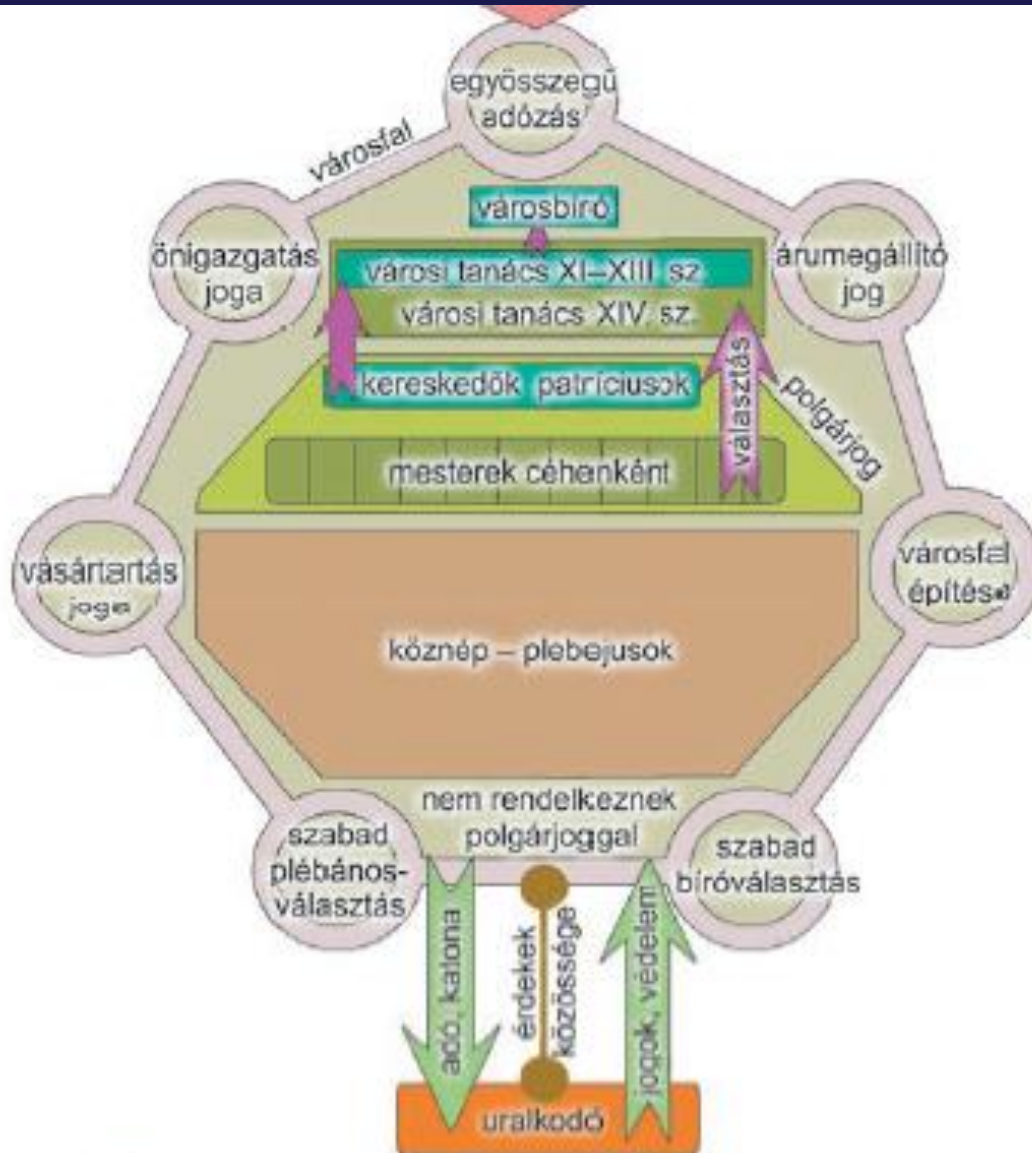 egyösszegű
adózás
városfal
városbíró
önigazgatás
joga
árumegállító
jog
városi tanács XI–XIII. sz.
városi tanács XIV. sz.
kereskedők patríciusok
választás
polgárjog
mesterek céhenként
vásártartás
joga
városfal
építése
köznép – plebejusok
nem rendelkeznek
polgárjoggal
szabad
plébános-
választás
szabad
bíróválasztás
adó, katona
érdekek
közössége
jogok, védelem
uralkodó